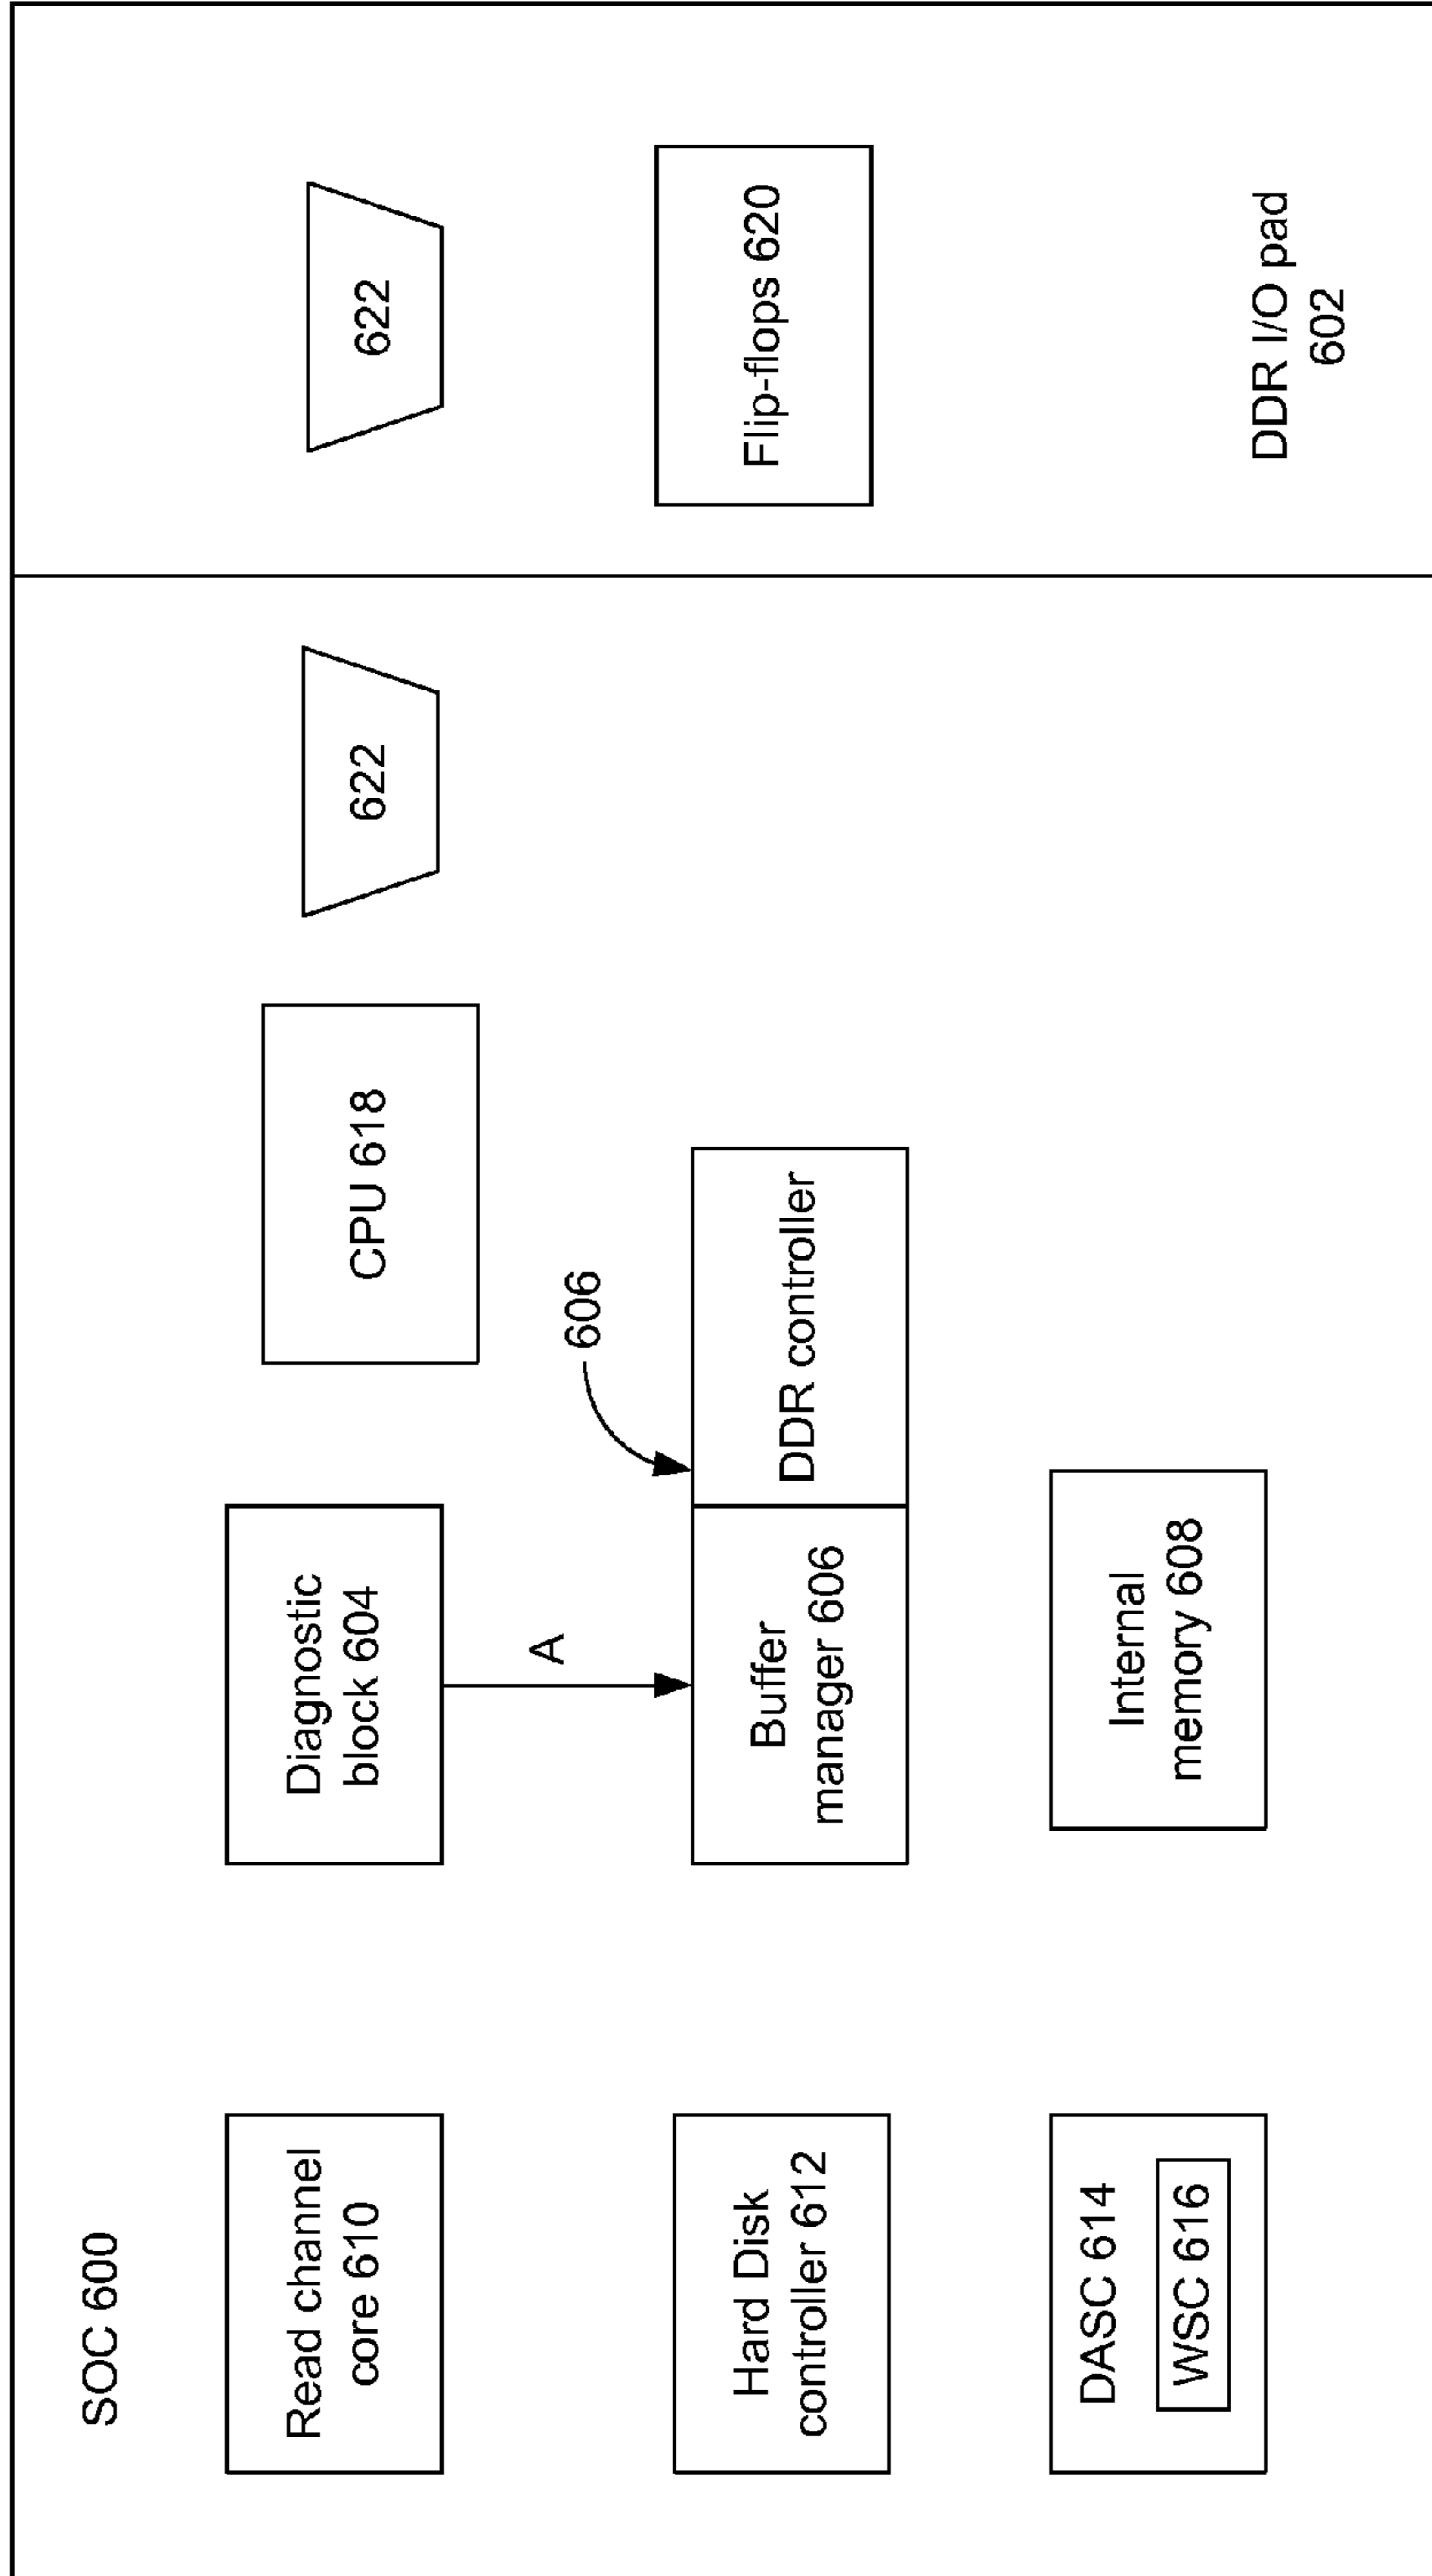 SOC 600
Read channel
core 610
Diagnostic
block 604
CPU 618
622
622
A
606
Hard Disk
controller 612
Buffer
manager 606
DDR controller
Flip-flops 620
DASC 614
WSC 616
Internal
memory 608
DDR I/O pad
602